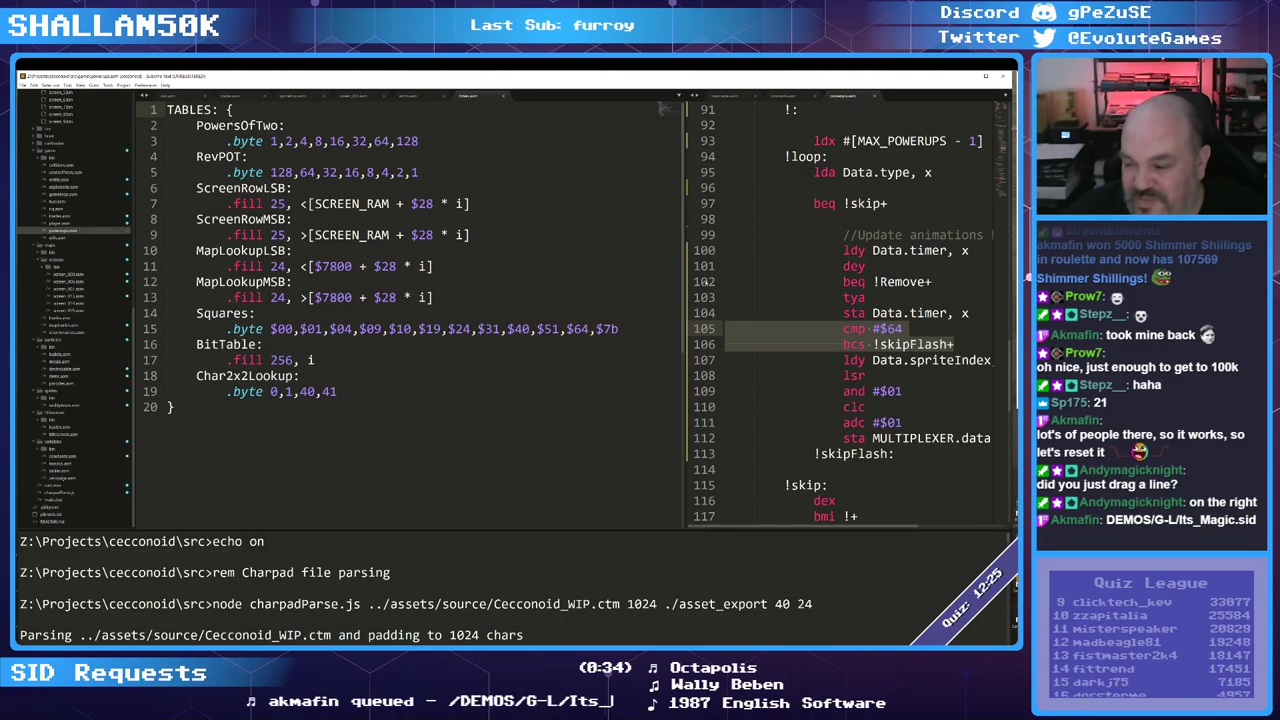 SHALLAN50K
Last Sub: furroy
Discord gPeZuSE
Twitter @EvoluteGames
1 TABLES: {
2 PowersOfTwo:
3 .byte 1,2,4,8,16,32,64,128
4 RevPOT:
5 .byte 128,64,32,16,8,4,2,1
6 ScreenRowLSB:
7 .fill 25, <[SCREEN_RAM + $28 * i]
8 ScreenRowMSB:
9 .fill 25, >[SCREEN_RAM + $28 * i]
10 MapLookupLSB:
11 .fill 24, <[$7800 + $28 * i]
12 MapLookupMSB:
13 .fill 24, >[$7800 + $28 * i]
14 Squares:
15 .byte $00,$01,$04,$09,$10,$19,$24,$31,$40,$51,$64,$7b
16 BitTable:
17 .fill 256, i
18 Char2x2Lookup:
19 .byte 0,1,40,41
20 }
91 !:
92
93 ldx #[MAX_POWERUPS - 1]
94 !loop:
95 lda Data.type, x
96
97 beq !skip+
98
99 //Update animations
100 ldy Data.timer, x
101 dey
102 beq !Remove+
103 tya
104 sta Data.timer, x
105 cmp #$64
106 bcs !skipFlash+
107 ldy Data.spriteIndex
108 lsr
109 and #$01
110 clc
111 adc #$01
112 sta MULTIPLEXER.data
113 !skipFlash:
114
115 !skip:
116 dex
117 bmi !+
Z:\Projects\cecconoid\src>echo on
Z:\Projects\cecconoid\src>rem Charpad file parsing
Z:\Projects\cecconoid\src>node charpadParse.js ../assets/source/Cecconoid_WIP.ctm 1024 ./asset_export 40 24
Parsing ../assets/source/Cecconoid_WIP.ctm and padding to 1024 chars
Quiz: 12:25
StreamElements
akmafin won 5000 Shimmer Shillings
in roulette and now has 107569
Shimmer Shillings!
Prow7:
Stepz__:
Akmafin: took mine back
Prow7:
oh nice, just enough to get to 100k
Stepz__: haha
Sp175: 21
Akmafin:
lot's of people there, so it works, so
let's reset it
Andymagicknight:
did you just drag a line?
Andymagicknight: on the right
Akmafin: DEMOS/G-L/Its_Magic.sid
Quiz League
9 clicktech_kev 33077
10 zzapitalia 25584
11 misterspeaker 20829
12 madbeagle81 19248
13 fistmaster2k4 18147
14 fittrend 17451
15 darkj75 7185
SID Requests
(0:34)
Octapolis
Wally Beben
1987 English Software
akmafin queued - /DEMOS/G-L/Its_